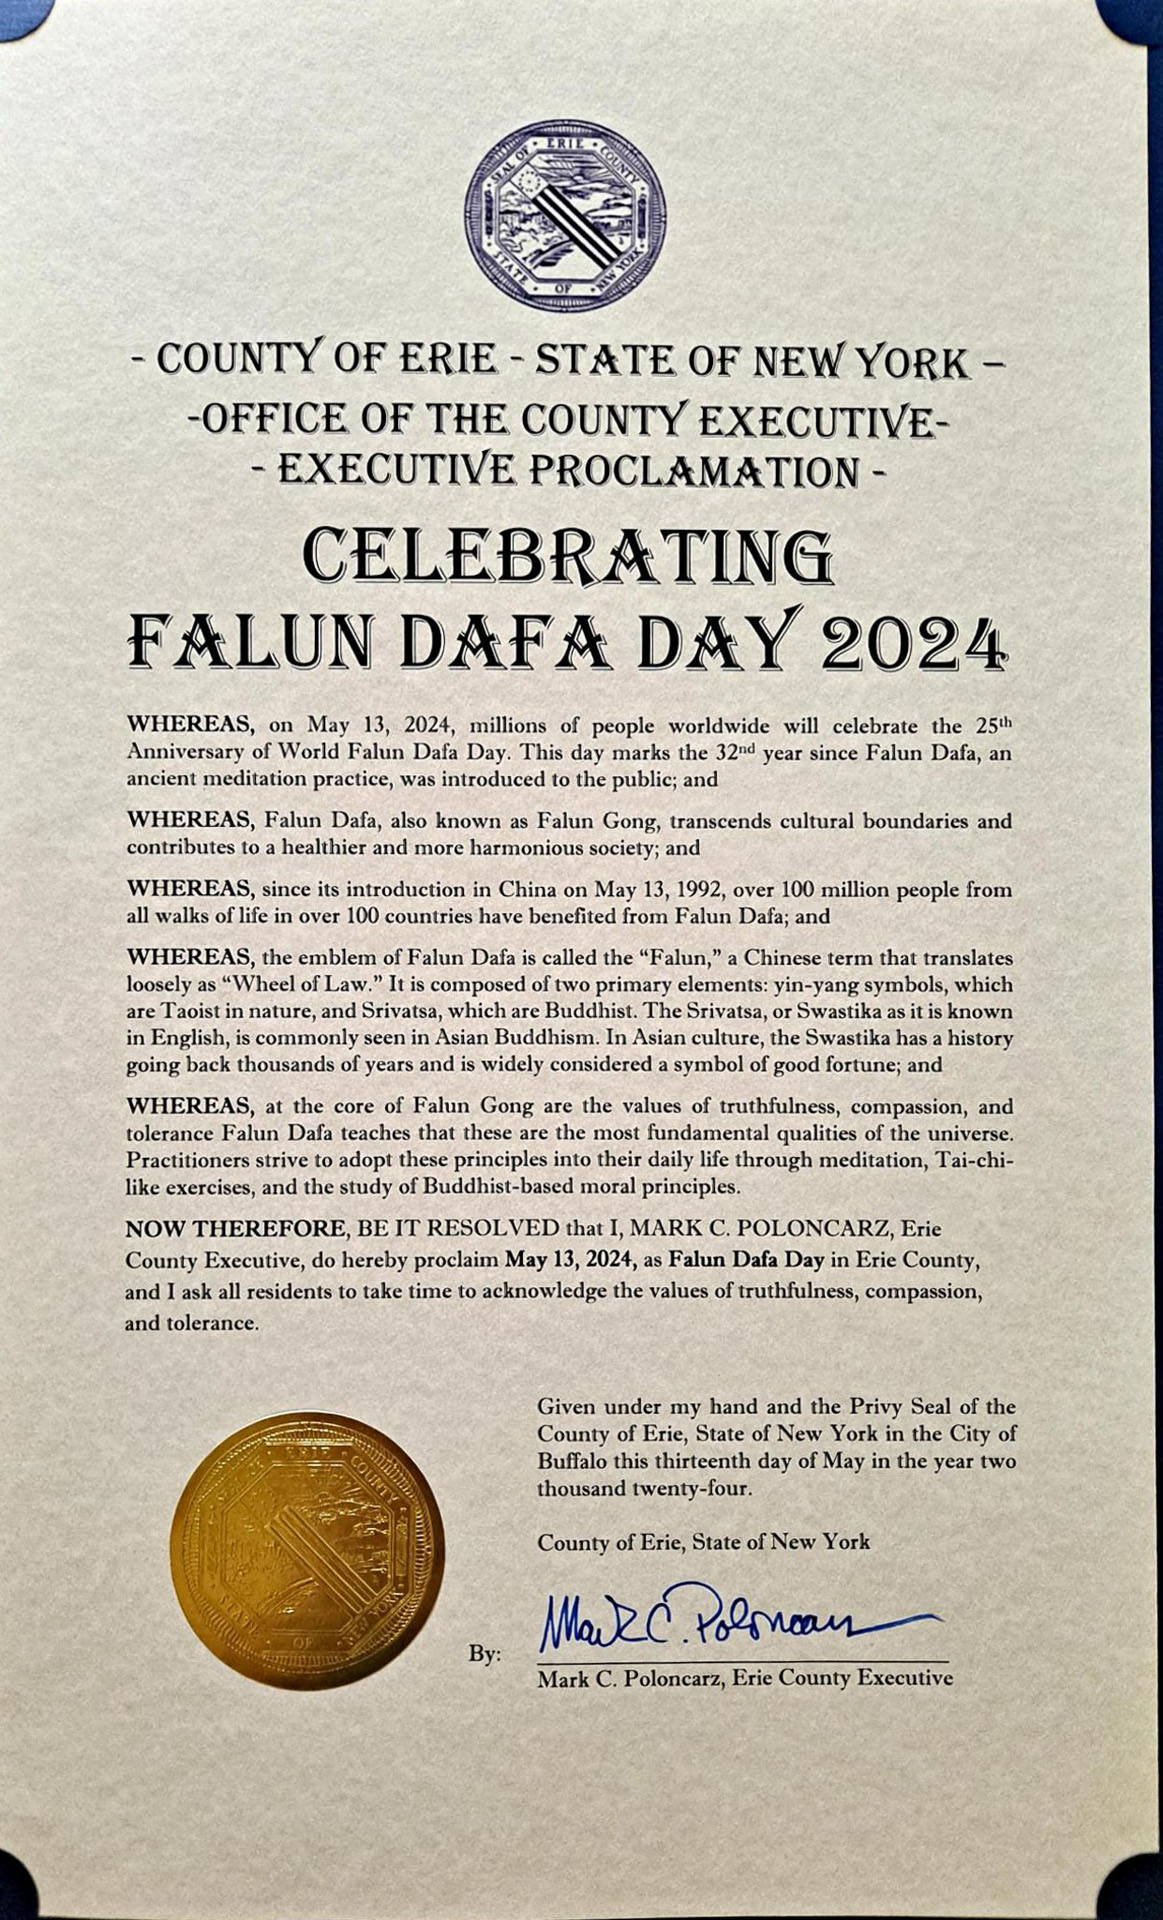 SEAL OF • ERIE • COUNTY
STATE • OF • NEW YORK
- COUNTY OF ERIE - STATE OF NEW YORK –
-OFFICE OF THE COUNTY EXECUTIVE-
- EXECUTIVE PROCLAMATION -
CELEBRATING
FALUN DAFA DAY 2024
WHEREAS, on May 13, 2024, millions of people worldwide will celebrate the 25th
Anniversary of World Falun Dafa Day. This day marks the 32nd year since Falun Dafa, an
ancient meditation practice, was introduced to the public; and
WHEREAS, Falun Dafa, also known as Falun Gong, transcends cultural boundaries and
contributes to a healthier and more harmonious society; and
WHEREAS, since its introduction in China on May 13, 1992, over 100 million people from
all walks of life in over 100 countries have benefited from Falun Dafa; and
WHEREAS, the emblem of Falun Dafa is called the “Falun,” a Chinese term that translates
loosely as “Wheel of Law.” It is composed of two primary elements: yin-yang symbols, which
are Taoist in nature, and Srivatsa, which are Buddhist. The Srivatsa, or Swastika as it is known
in English, is commonly seen in Asian Buddhism. In Asian culture, the Swastika has a history
going back thousands of years and is widely considered a symbol of good fortune; and
WHEREAS, at the core of Falun Gong are the values of truthfulness, compassion, and
tolerance Falun Dafa teaches that these are the most fundamental qualities of the universe.
Practitioners strive to adopt these principles into their daily life through meditation, Tai-chi-
like exercises, and the study of Buddhist-based moral principles.
NOW THEREFORE, BE IT RESOLVED that I, MARK C. POLONCARZ, Erie
County Executive, do hereby proclaim May 13, 2024, as Falun Dafa Day in Erie County,
and I ask all residents to take time to acknowledge the values of truthfulness, compassion,
and tolerance.
Given under my hand and the Privy Seal of the
County of Erie, State of New York in the City of
Buffalo this thirteenth day of May in the year two
thousand twenty-four.
County of Erie, State of New York
Mark C. Poloncarz
By:
Mark C. Poloncarz, Erie County Executive
ERIE • COUNTY
STATE • OF • NEW YORK